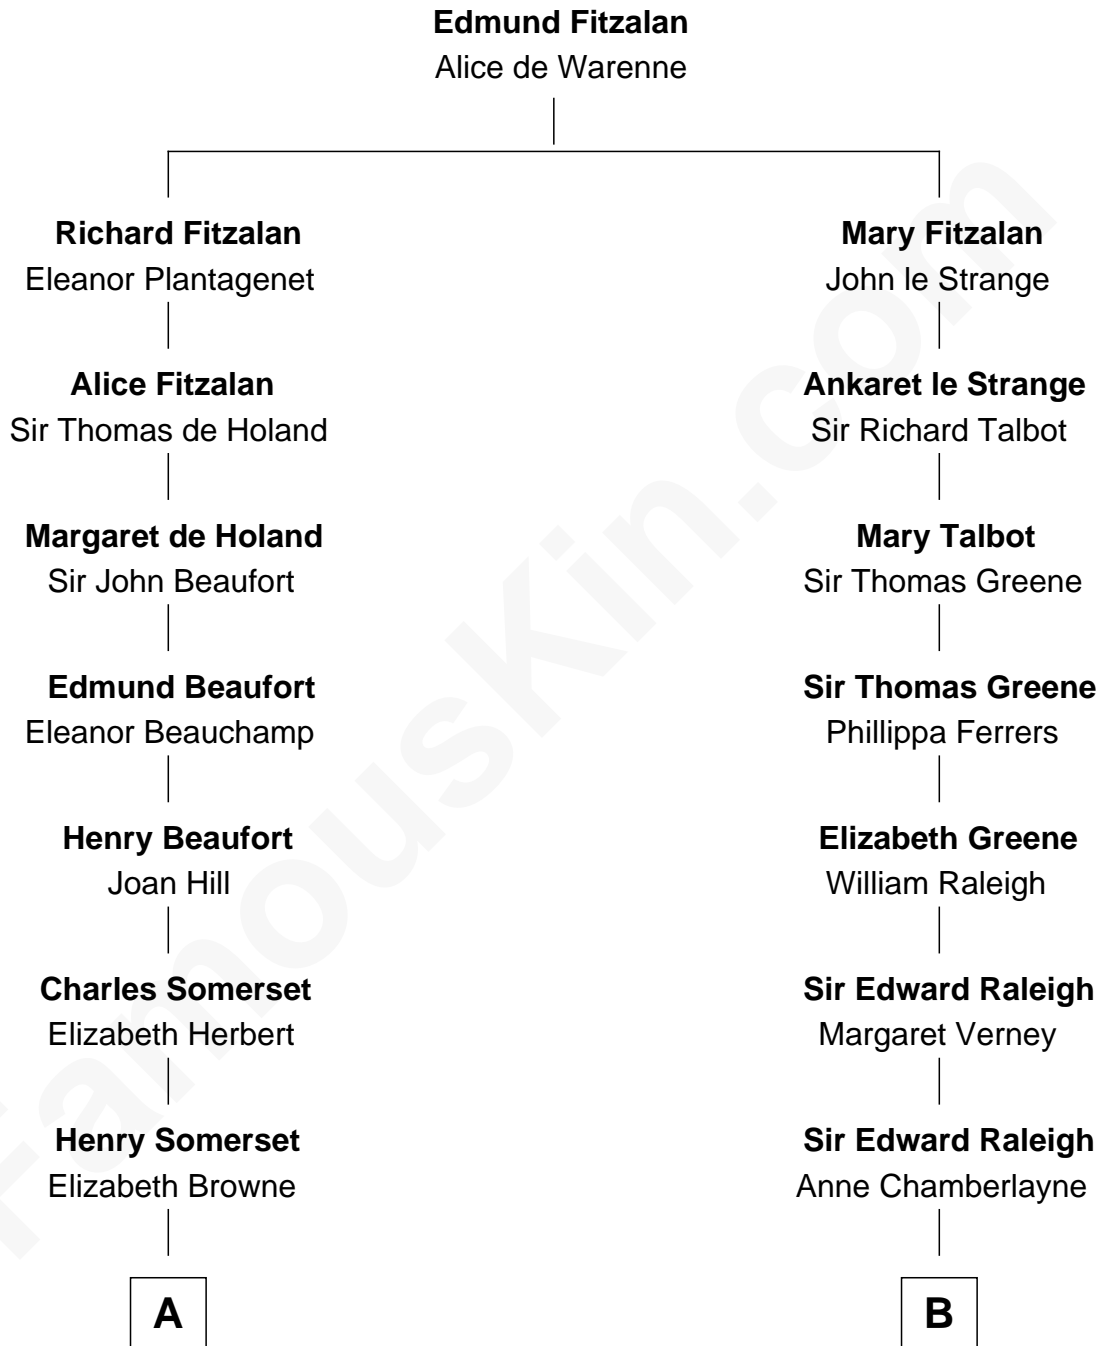 Edmund Fitzalan
Alice de Warenne
Richard Fitzalan
Eleanor Plantagenet
Mary Fitzalan
John le Strange
Alice Fitzalan
Sir Thomas de Holand
Ankaret le Strange
Sir Richard Talbot
Margaret de Holand
Sir John Beaufort
Mary Talbot
Sir Thomas Greene
Edmund Beaufort
Eleanor Beauchamp
Sir Thomas Greene
Phillippa Ferrers
Henry Beaufort
Joan Hill
Elizabeth Greene
William Raleigh
Charles Somerset
Elizabeth Herbert
Sir Edward Raleigh
Margaret Verney
Henry Somerset
Elizabeth Browne
Sir Edward Raleigh
Anne Chamberlayne
A
B
FamousKin.com